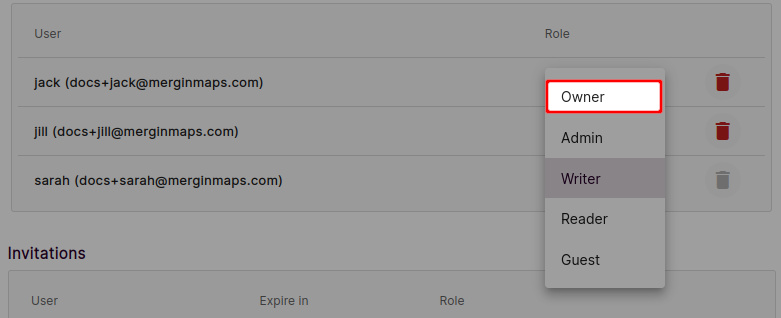 User Role
jack (docs+jack@merginmaps.com)
Owner
jill (docs+jill@merginmaps.com)
Admin
sarah (docs+sarah@merginmaps.com)
Writer
Reader
Guest
Invitations
User Expire in Role